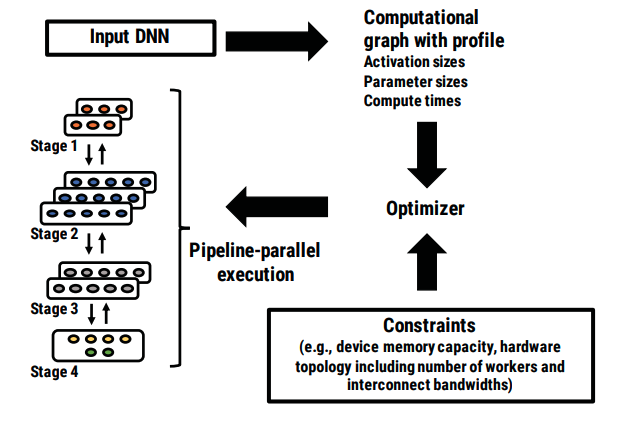 Input DNN
Computational
graph with profile
Activation sizes
Parameter sizes
Compute times
Optimizer
Constraints
(e.g., device memory capacity, hardware
topology including number of workers and
interconnect bandwidths)
Pipeline-parallel
execution
Stage 1
Stage 2
Stage 3
Stage 4